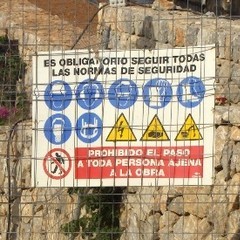 ES OBLIGATORIO SEGUIR TODAS
LAS NORMAS DE SEGURIDAD
PROHIBIDO EL PASO
A TODA PERSONA AJENA
A LA OBRA